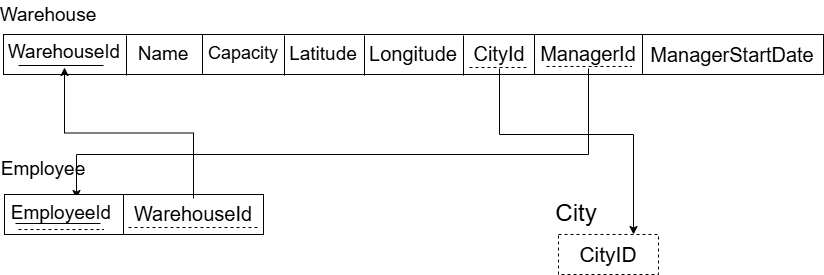 Warehouse
WarehouseId Name Capacity Latitude Longitude CityId ManagerId ManagerStartDate
Employee
EmployeeId WarehouseId
City
CityID